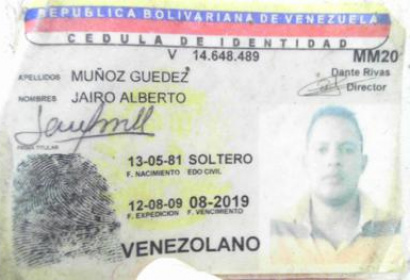 REPUBLICA BOLIVARIANA DE VENEZUELA
CEDULA DE IDENTIDAD
V 14.648.489 MM20
APELLIDOS MUÑOZ GUEDEZ Dante Rivas
Director
NOMBRES JAIRO ALBERTO
TITULAR
13-05-81 SOLTERO
F. NACIMIENTO EDO CIVIL
12-08-09 08-2019
F. EXPEDICION F. VENCIMIENTO
VENEZOLANO